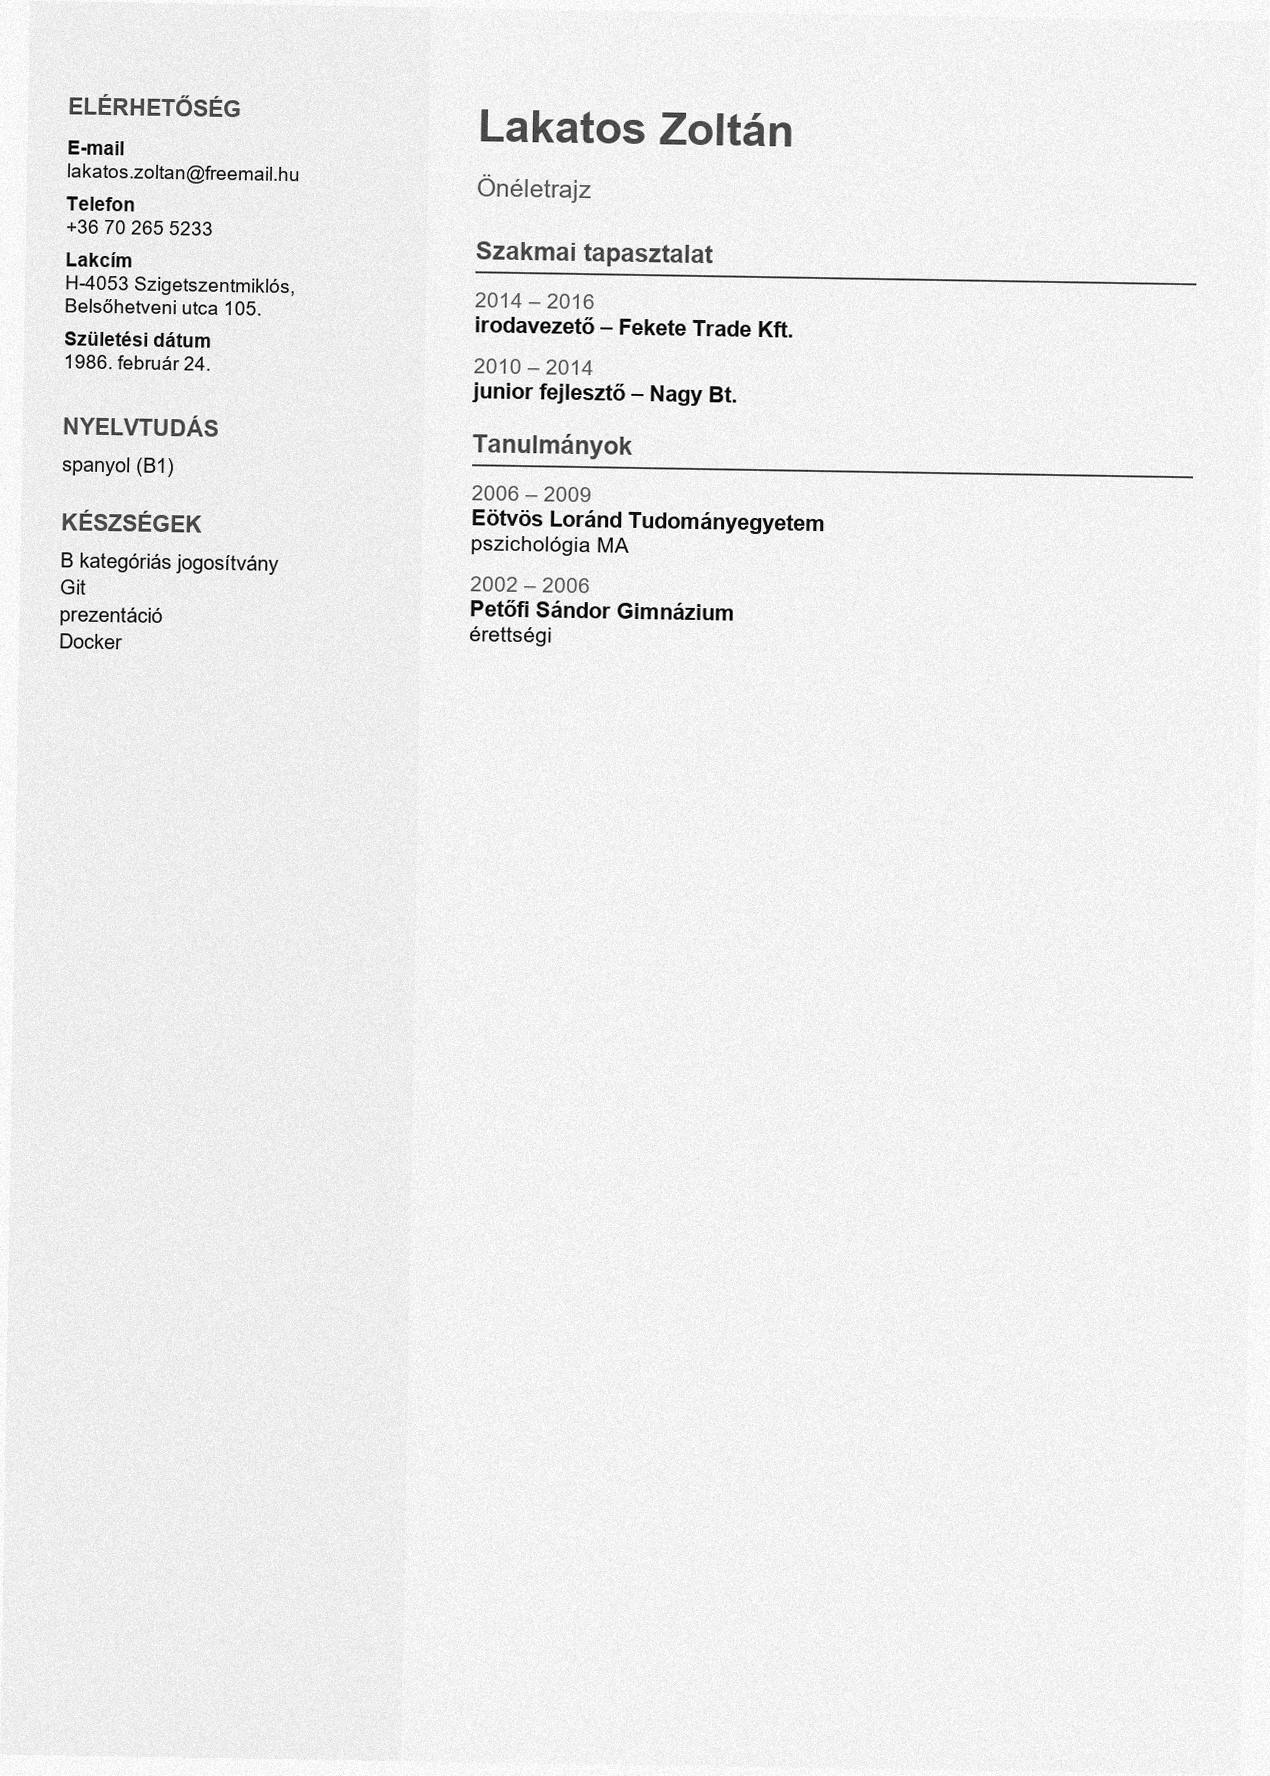 ELÉRHETŐSÉG
E-mail
lakatos.zoltan@freemail.hu
Telefon
+36 70 265 5233
Lakcím
H-4053 Szigetszentmiklós,
Belsőhetveni utca 105.
Születési dátum
1986. február 24.
NYELVTUDÁS
spanyol (B1)
KÉSZSÉGEK
B kategóriás jogosítvány
Git
prezentáció
Docker
Lakatos Zoltán
Önéletrajz
Szakmai tapasztalat
2014 – 2016
irodavezető – Fekete Trade Kft.
2010 – 2014
junior fejlesztő – Nagy Bt.
Tanulmányok
2006 – 2009
Eötvös Loránd Tudományegyetem
pszichológia MA
2002 – 2006
Petőfi Sándor Gimnázium
érettségi